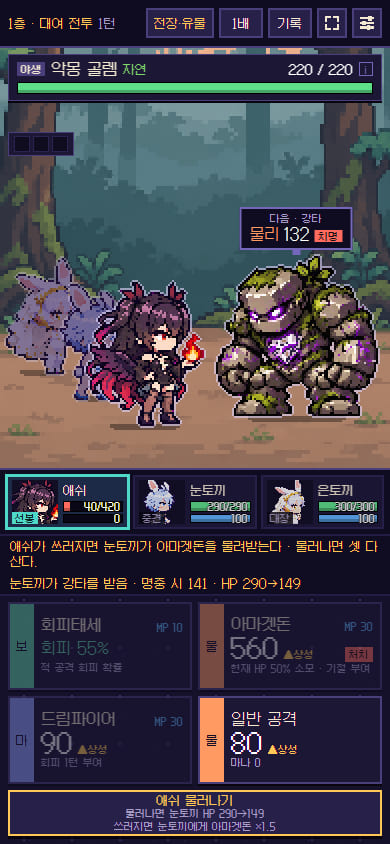 1층 · 대여 전투 1턴
전장:유물
1배
기록
야생 악몽 골렘 자연
220 / 220
다음 · 강타
물리 132 치명
애쉬
40/420
0
선봉
눈토끼
290/290
100
중견
은토끼
300/300
100
대장
애쉬가 쓰러지면 눈토끼가 아마겟돈을 물려받는다 · 물러나면 셋 다
산다.
눈토끼가 강타를 받음 · 명중 시 141 · HP 290→149
보
회피태세
MP 10
회피 55%
적 공격 회피 확률
물
아마겟돈
MP 30
560 ▲상성
처치
현재 HP 50% 소모 · 기절 부여
마
드림파이어
MP 30
90 ▲상성
회피 1턴 부여
물
일반 공격
80 ▲상성
마나 0
애쉬 물러나기
물러나면 눈토끼 HP 290→149
쓰러지면 눈토끼에게 아마겟돈 ×1.5